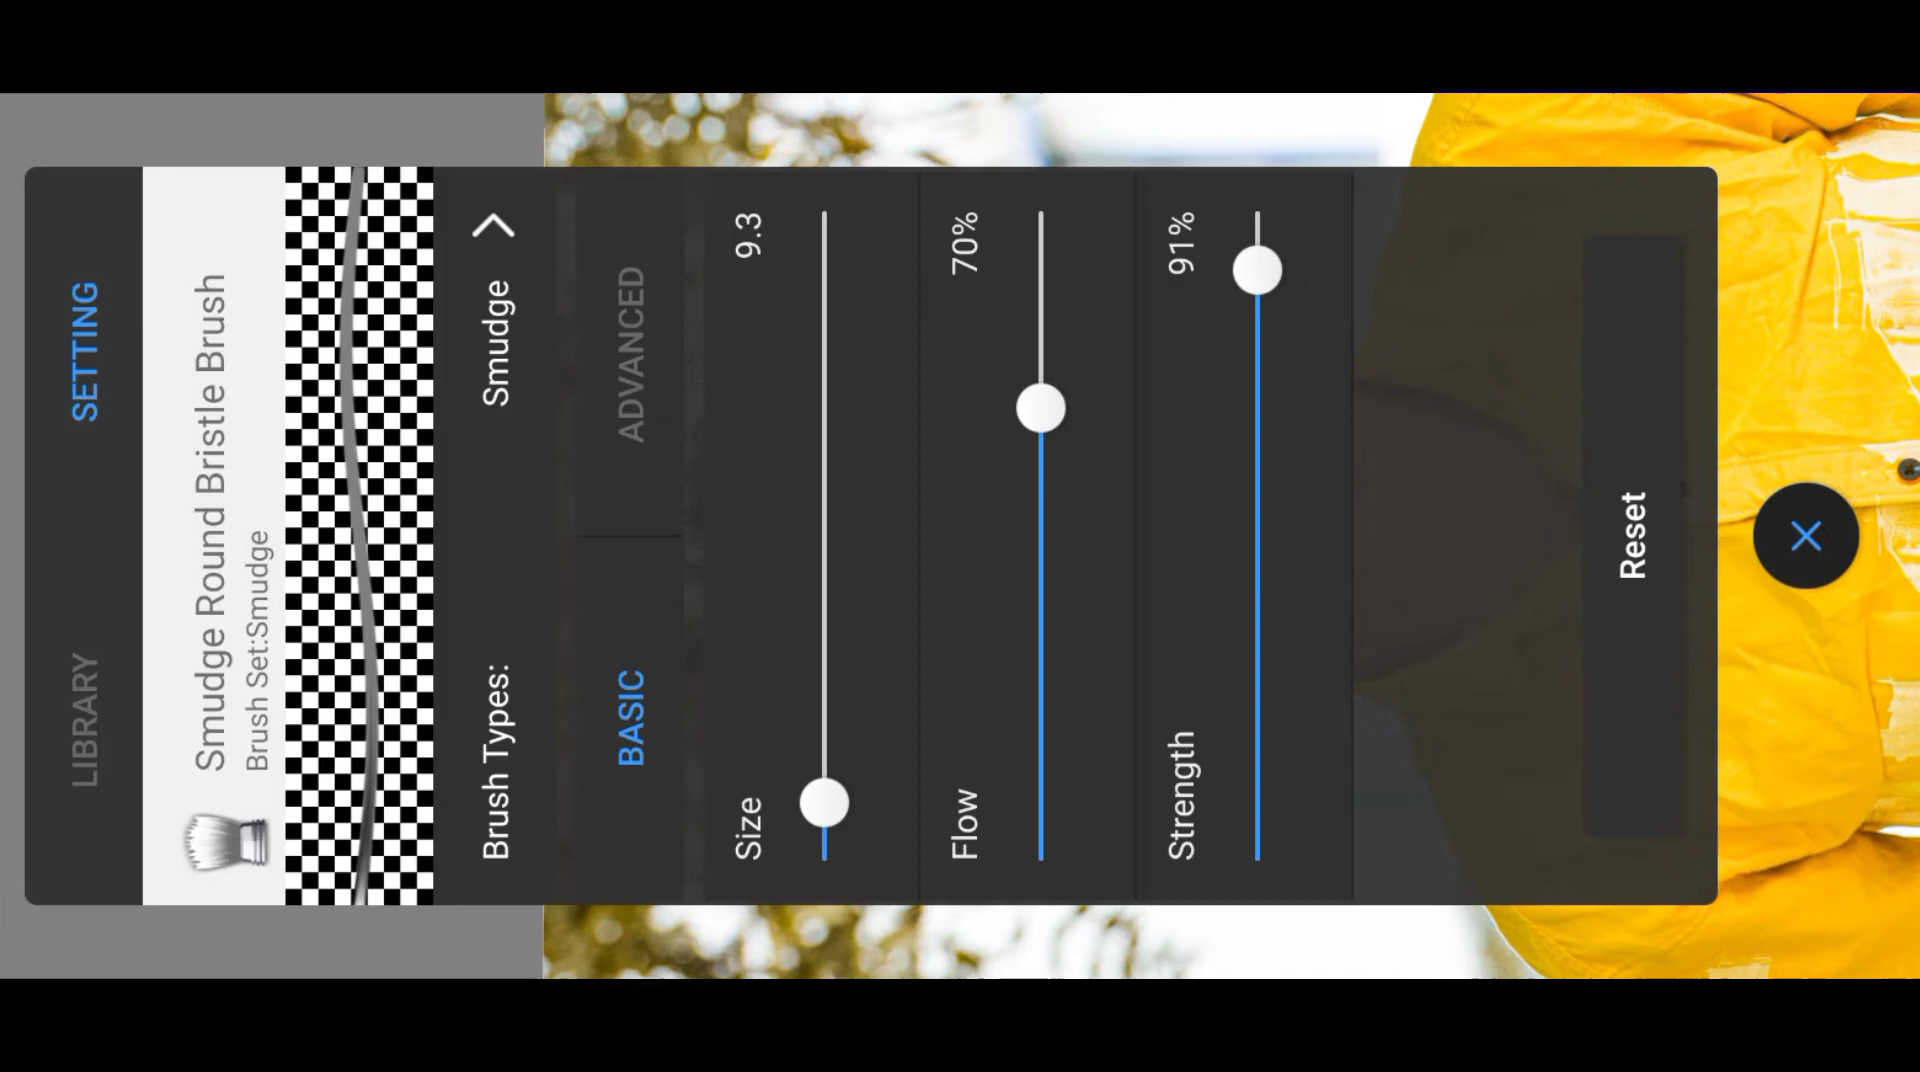 LIBRARY SETTING
Smudge Round Bristle Brush
Brush Set:Smudge
Brush Types: Smudge
BASIC ADVANCED
Size 9.3
Flow 70%
Strength 91%
Reset